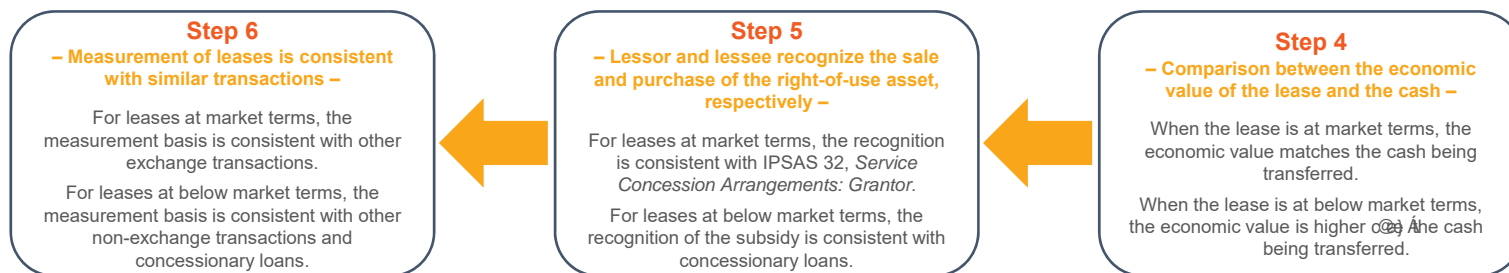 Step 6
– Measurement of leases is consistent
with similar transactions –
For leases at market terms, the
measurement basis is consistent with other
exchange transactions.
For leases at below market terms, the
measurement basis is consistent with other
non-exchange transactions and
concessionary loans.
Step 5
– Lessor and lessee recognize the sale
and purchase of the right-of-use asset,
respectively –
For leases at market terms, the recognition
is consistent with IPSAS 32, Service
Concession Arrangements: Grantor.
For leases at below market terms, the
recognition of the subsidy is consistent with
concessionary loans.
Step 4
– Comparison between the economic
value of the lease and the cash –
When the lease is at market terms, the
economic value matches the cash being
transferred.
When the lease is at below market terms,
the economic value is higher the cash
being transferred.